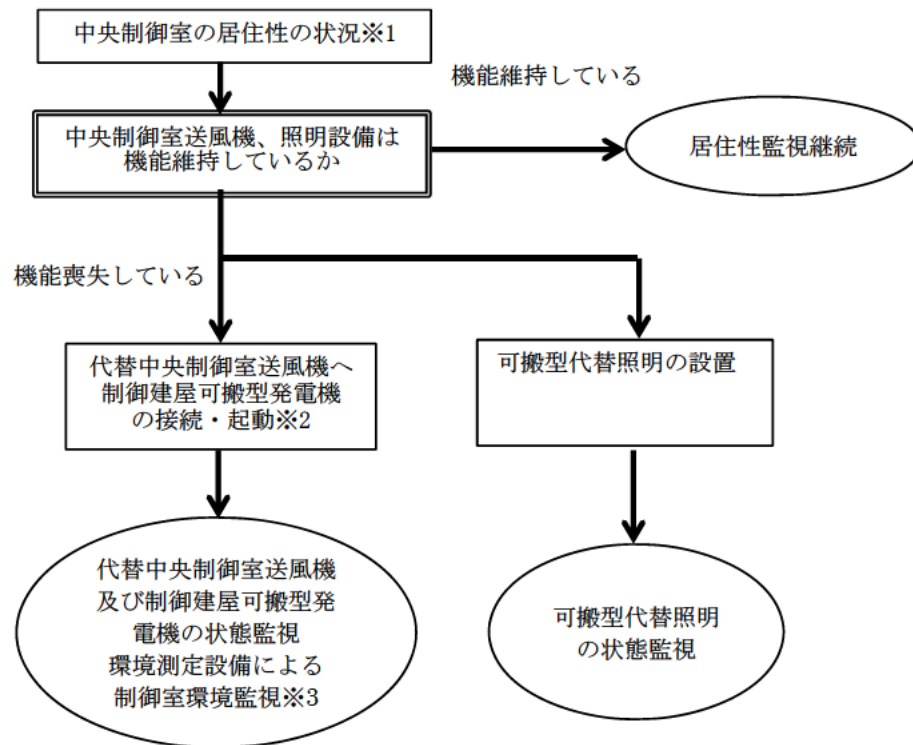 中央制御室の居住性の状況※1
機能維持している
中央制御室送風機、照明設備は
機能維持しているか
居住性監視継続
機能喪失している
代替中央制御室送風機へ
制御建屋可搬型発電機
の接続・起動※2
可搬型代替照明の設置
代替中央制御室送風機
及び制御建屋可搬型発
電機の状態監視
環境測定設備による
制御室環境監視※3
可搬型代替照明
の状態監視